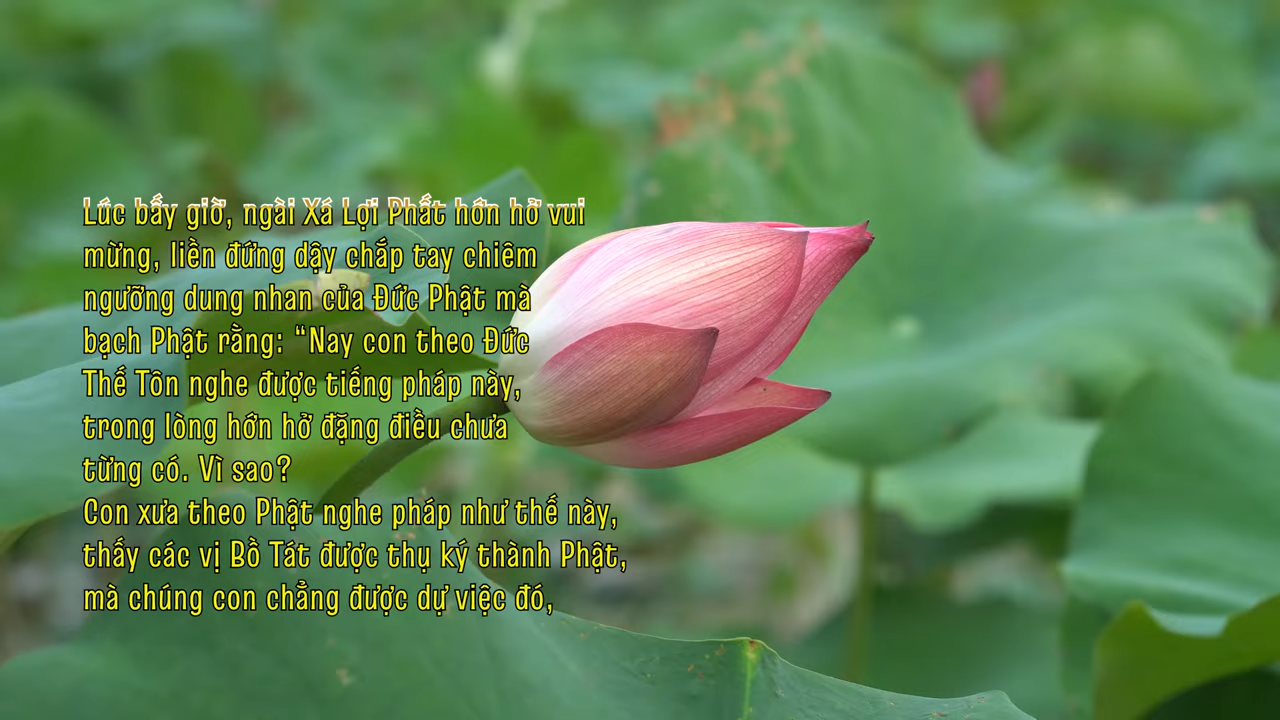 Lúc bấy giờ, ngài Xá Lợi Phất hớn hở vui
mừng, liền đứng dậy chắp tay chiêm
ngưỡng dung nhan của Đức Phật mà
bạch Phật rằng: “Nay con theo Đức
Thế Tôn nghe được tiếng pháp này,
trong lòng hớn hở đặng điều chưa
từng có. Vì sao?
Con xưa theo Phật nghe pháp như thế này,
thấy các vị Bồ Tát được thụ ký thành Phật,
mà chúng con chẳng được dự việc đó,